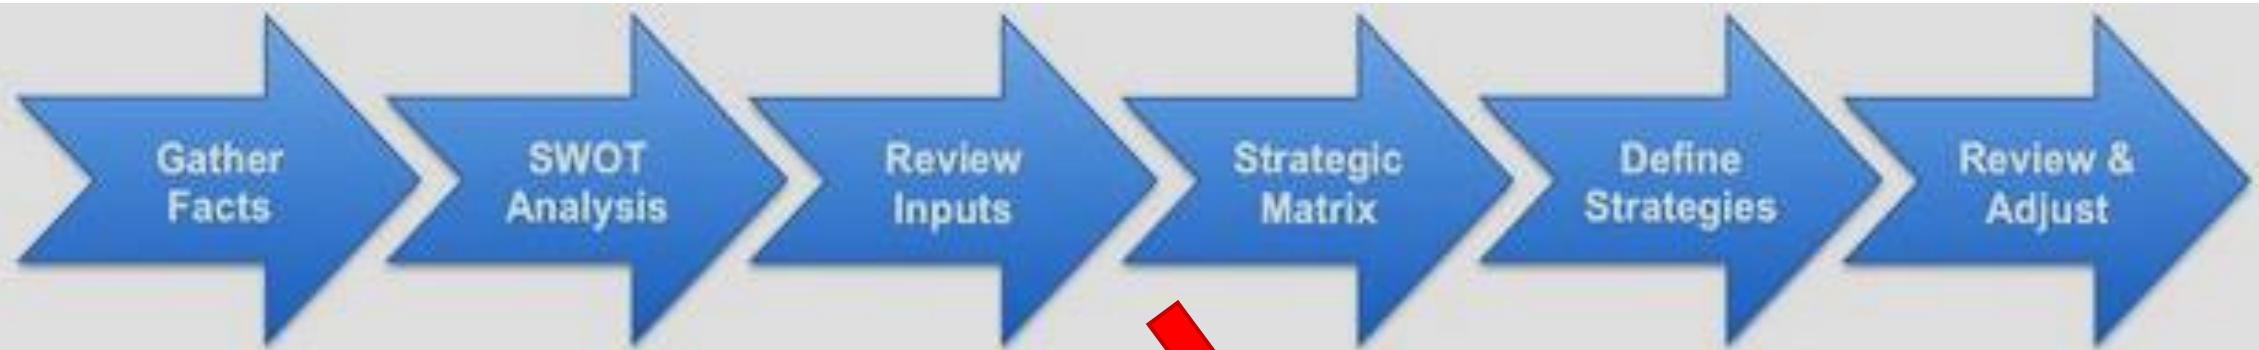 Gather
Facts
SWOT
Analysis
Review
Inputs
Strategic
Matrix
Define
Strategies
Review &
Adjust